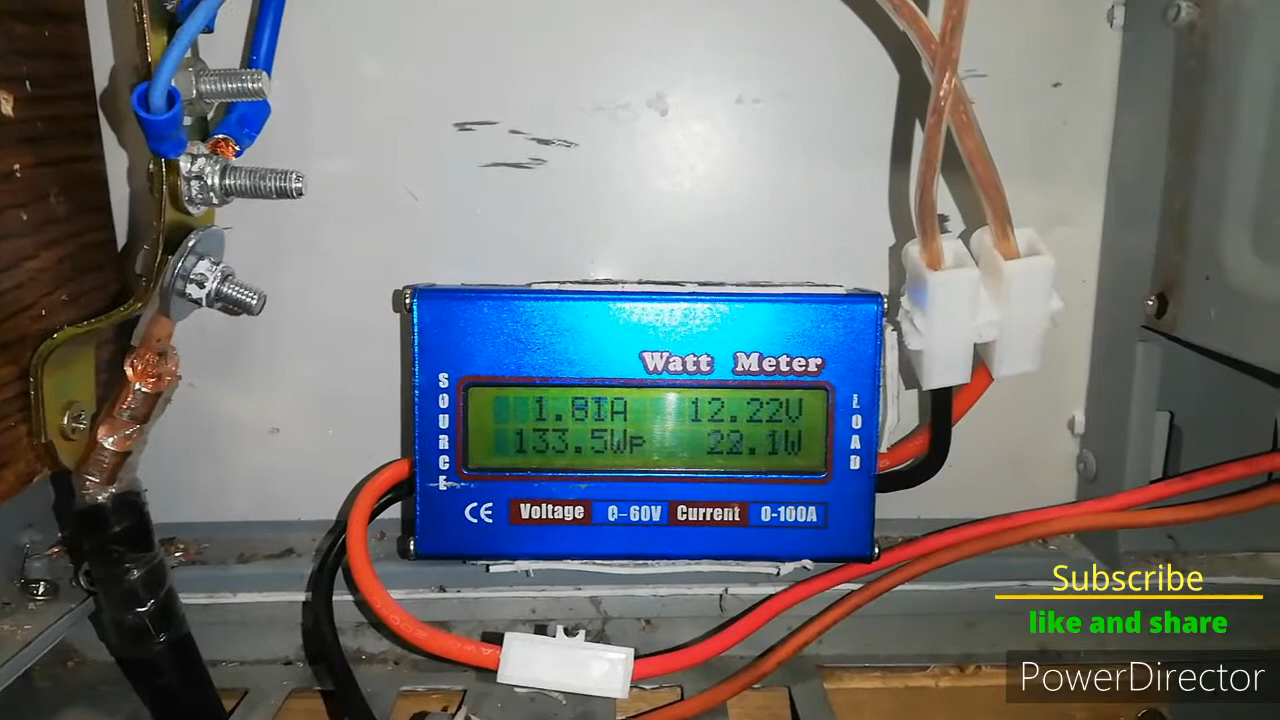 Watt Meter
SOURCE
1.81A 12.22V
133.5Wp 22.1W
LOAD
CE Voltage 0-60V Current 0-100A
Subscribe
like and share
PowerDirector